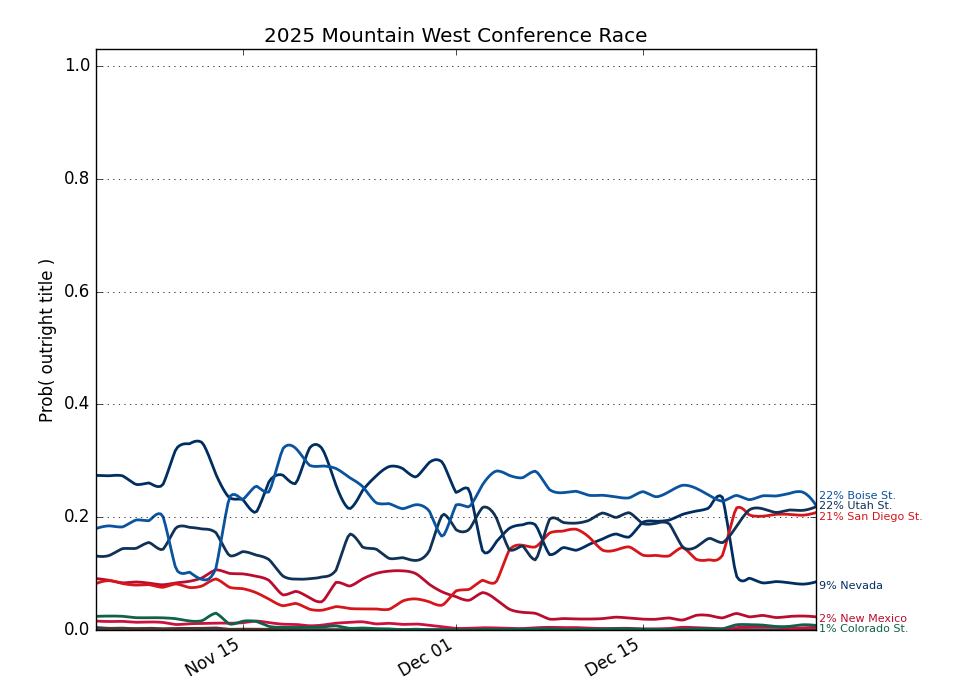 2025 Mountain West Conference Race
Prob( outright title )
1.0
0.8
0.6
0.4
0.2
0.0
22% Boise St.
22% Utah St.
21% San Diego St.
9% Nevada
2% New Mexico
1% Colorado St.
Nov 15
Dec 01
Dec 15